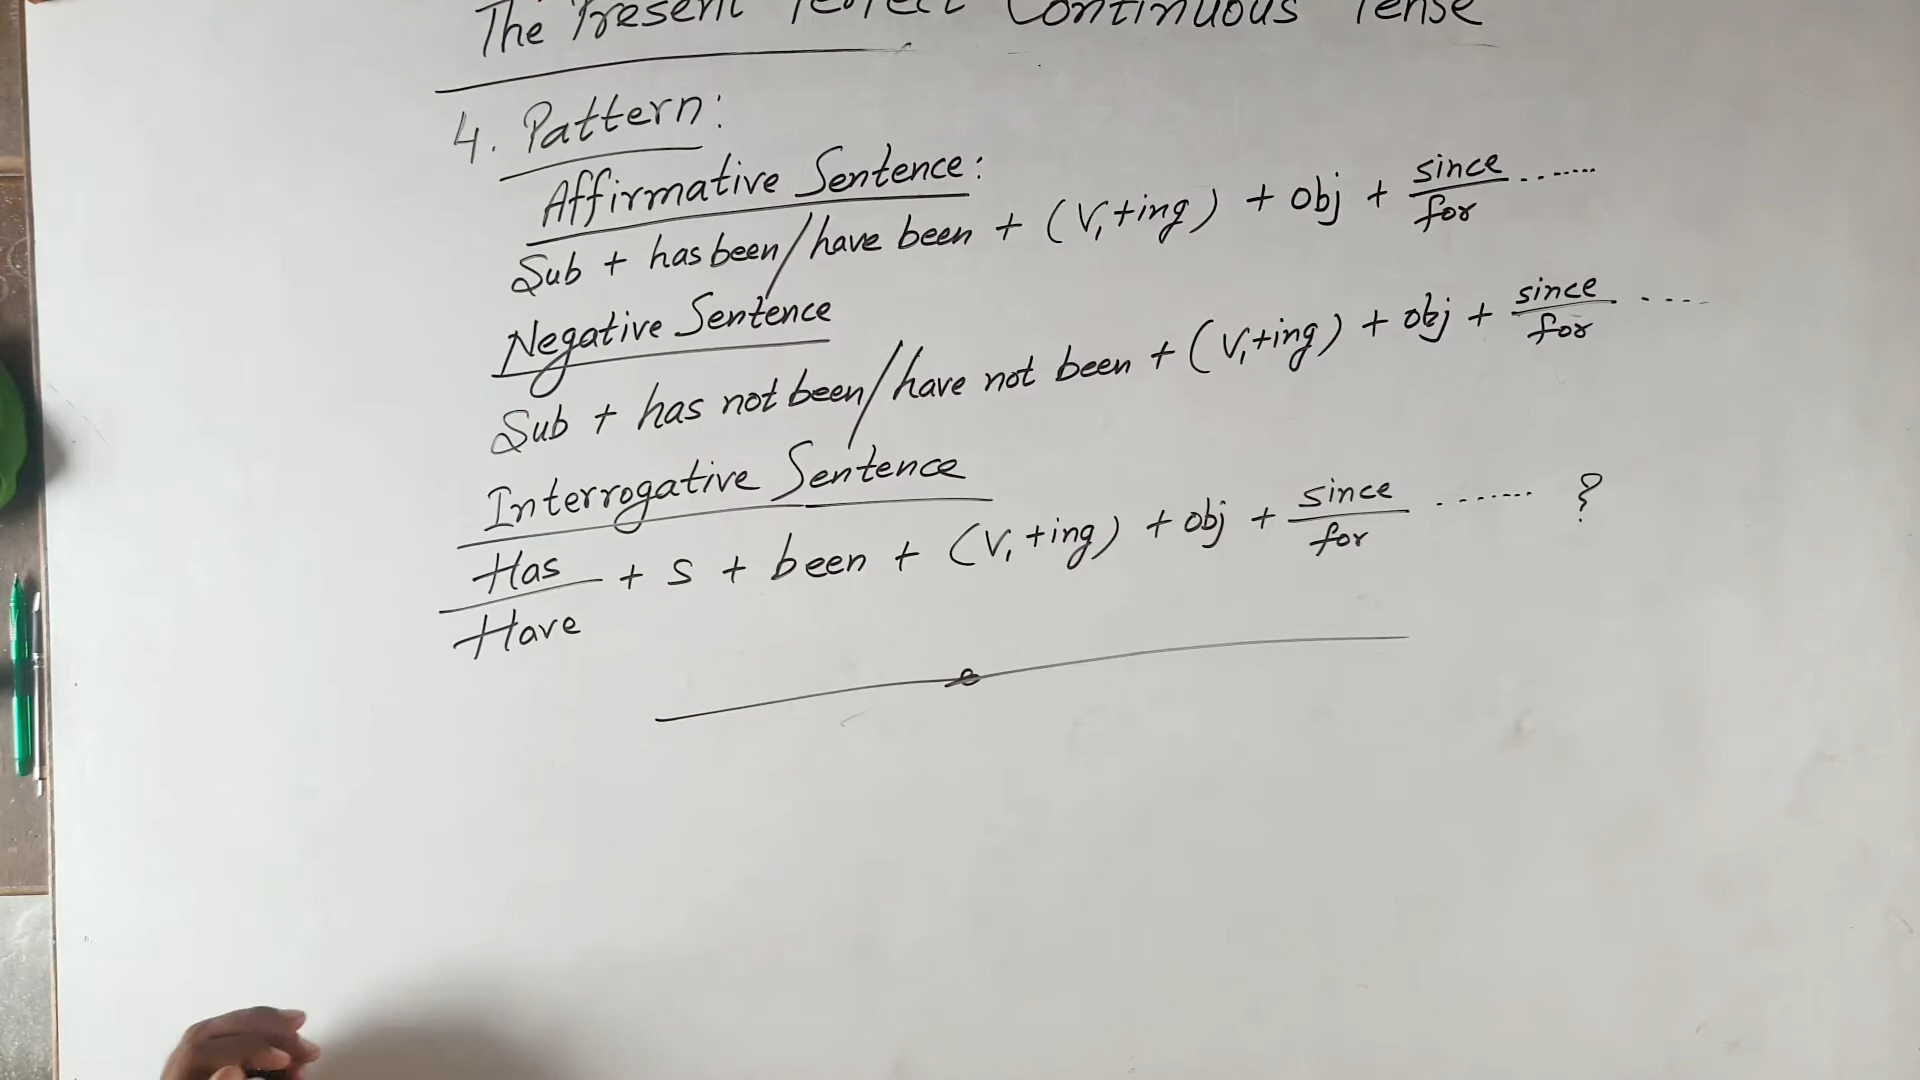 The Present Perfect Continuous Tense
4. Pattern:
Affirmative Sentence:
Sub + has been/have been + (V₁+ing) + obj + since/for .......
Negative Sentence
Sub + has not been/have not been + (V₁+ing) + obj + since/for ....
Interrogative Sentence
Has/Have + S + been + (V₁+ing) + obj + since/for ....... ?